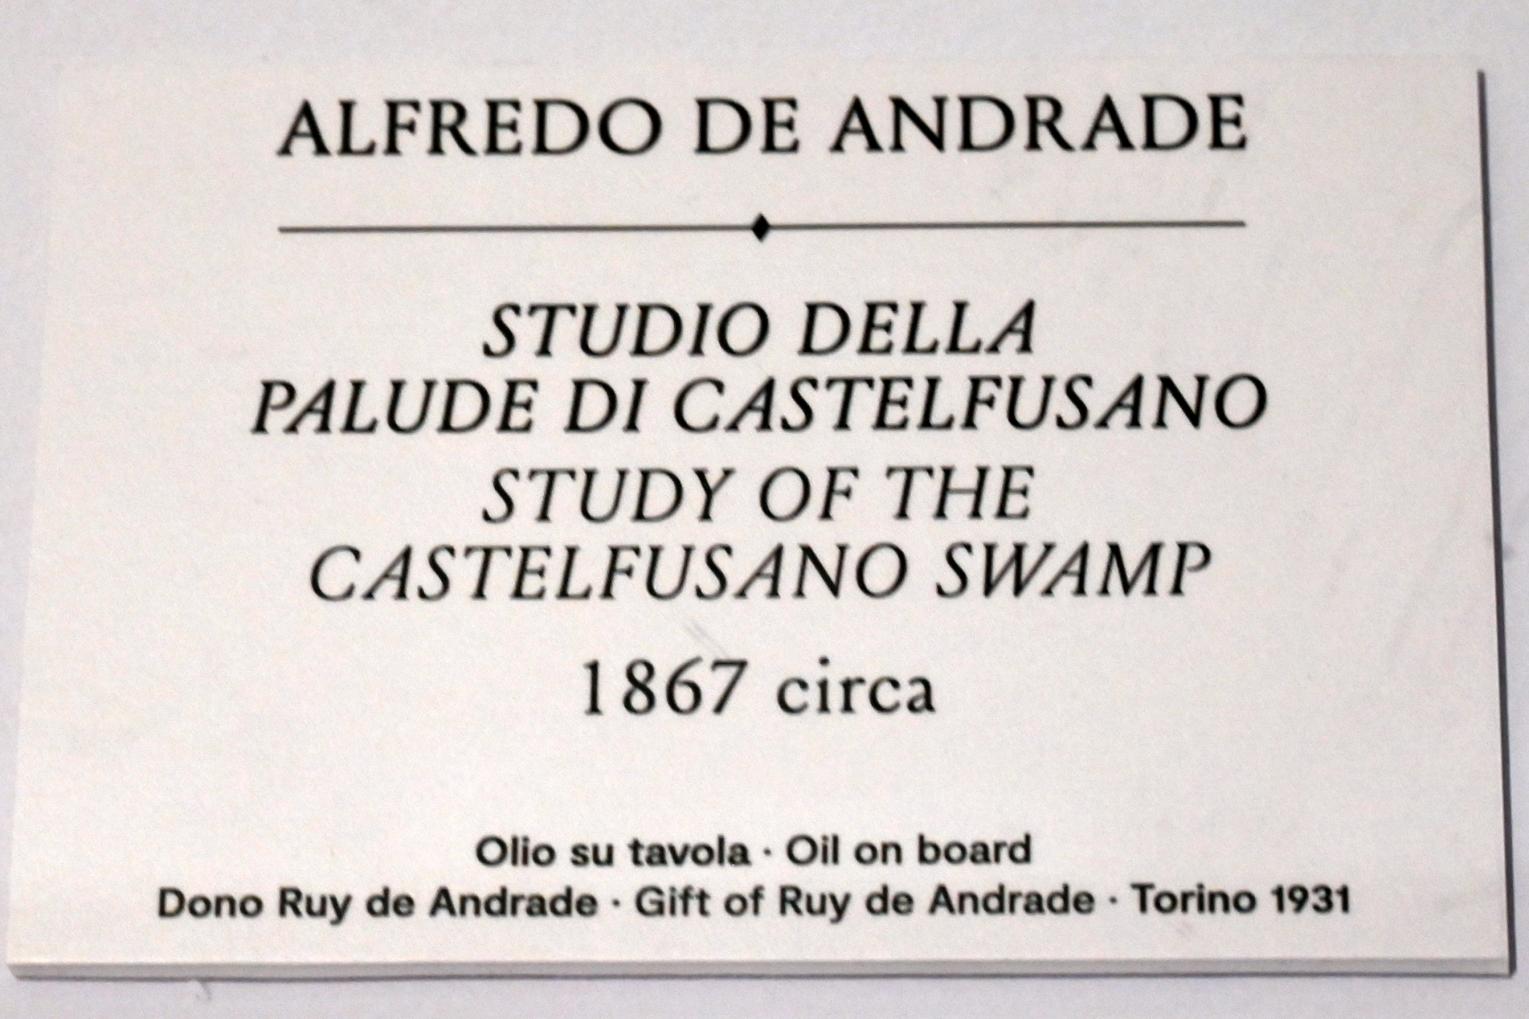 ALFREDO DE ANDRADE
STUDIO DELLA
PALUDE DI CASTELFUSANO
STUDY OF THE
CASTELFUSANO SWAMP
1867 circa
Olio su tavola · Oil on board
Dono Ruy de Andrade · Gift of Ruy de Andrade · Torino 1931